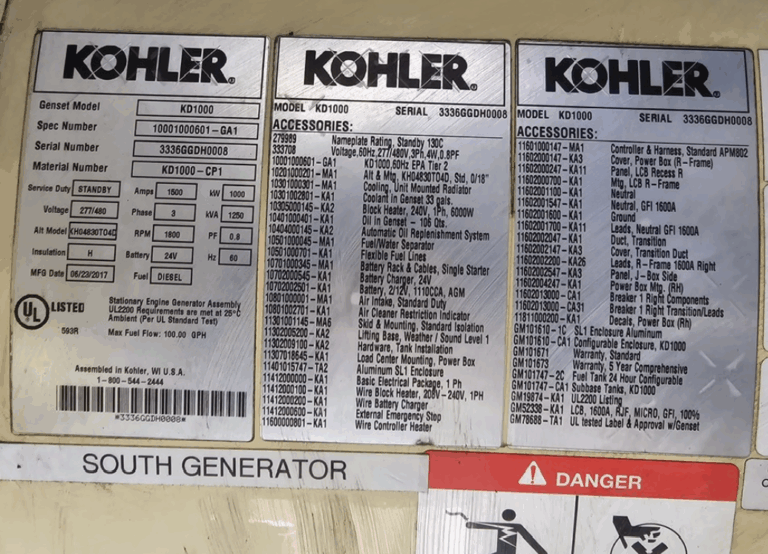 KOHLER.
Genset Model KD1000
Spec Number 10001000601-GA1
Serial Number 3336GGDH0008
Material Number KD1000-CP1
Service Duty STANDBY Amps 1500 kW 1000
Voltage 277/480 Phase 3 kVA 1250
Alt Model KH04830TO4D RPM 1800 PF 0.8
Insulation H Battery 24V Hz 60
MFG Date 06/23/2017 Fuel DIESEL
UL LISTED
593R
Stationary Engine Generator Assembly
UL2200 Requirements are met at 25°C
Ambient (Per UL Standard Test)
Max Fuel Flow: 100.00 GPH
Assembled in Kohler, WI U.S.A.
1-800-544-2444
*3336GGDH0008*
KOHLER.
MODEL KD1000 SERIAL 3336GGDH0008
ACCESSORIES:
279989 Nameplate Rating, Standby 130C
333708 Voltage,60Hz,277/480V,3Ph,4W,0.8PF
10001000601-GA1 KD1000,60Hz EPA Tier 2
10201000201-MA1 Alt & Mtg, KH04830TO4D, Std, 0/18"
10301000301-MA1 Cooling, Unit Mounted Radiator
10301002801-KA1 Coolant in Genset 33 gals.
13305000145-KA2 Block Heater, 240V, 1Ph, 6000W
10401000401-KA1 Oil in Genset - 106 Qts.
10404000145-KA2 Automatic Oil Replenishment System
10501000045-MA1 Fuel/Water Separator
10501000701-KA1 Flexible Fuel Lines
10701000345-MA1 Battery Rack & Cables, Single Starter
10702000545-KA1 Battery Charger, 24V
10702002501-KA1 Battery, 2/12V, 1110CCA, AGM
10801000001-MA1 Air Intake, Standard Duty
10801002701-KA1 Air Cleaner Restriction Indicator
11301001145-MA5 Skid & Mounting, Standard Isolation
11302005200-KA2 Lifting Base, Weather / Sound Level 1
11302009100-KA2 Hardware, Tank Installation
11307018645-KA1 Load Center Mounting, Power Box
11401015747-TA2 Aluminum SL1 Enclosure
11412000000-KA1 Basic Electrical Package, 1 Ph
11412000100-KA1 Wire Block Heater, 208V-240V, 1PH
11412000200-KA1 Wire Battery Charger
11412000600-KA1 External Emergency Stop
11600000801-KA1 Wire Controller Heater
KOHLER.
MODEL KD1000 SERIAL 3336GGDH0008
ACCESSORIES:
11601000147-MA1 Controller & Harness, Standard APM802
11602000147-KA3 Cover, Power Box (R-Frame)
11602000247-KA11 Panel, LCB Recess R
11602000700-KA1 Mtg, LCB R-Frame
11602001100-KA1 Neutral
11602001547-KA1 Neutral, GFI 1600A
11602001600-KA1 Ground
11602001700-KA11 Leads, Neutral GFI 1600A
11602002047-KA1 Duct, Transition
11602002147-KA3 Cover, Transition Duct
11602002200-KA26 Leads, R-Frame 1600A Right
11602002547-KA3 Panel, J-Box Side
11602004247-KA1 Power Box Mtg. (RH)
11602013000-CA1 Breaker 1 Right Components
11602013000-CA31 Breaker 1 Right Transition/Leads
11811000200-KA1 Decals, Power Box (Rh)
GM101610-1C SL1 Enclosure Aluminum
GM101610-CA1 Configurable Enclosure, KD1000
GM101671 Warranty, Standard
GM101673 Warranty, 5 Year Comprehensive
GM101747-2C Fuel Tank 24 Hour Configurable
GM101747-CA1 Subbase Tanks, KD1000
GM19874-KA1 UL2200 Listing
GM52338-KA1 LCB, 1600A, RJF, MICRO, GFI, 100%
GM78688-TA1 UL tested Label & Approval w/Genset
SOUTH GENERATOR
DANGER